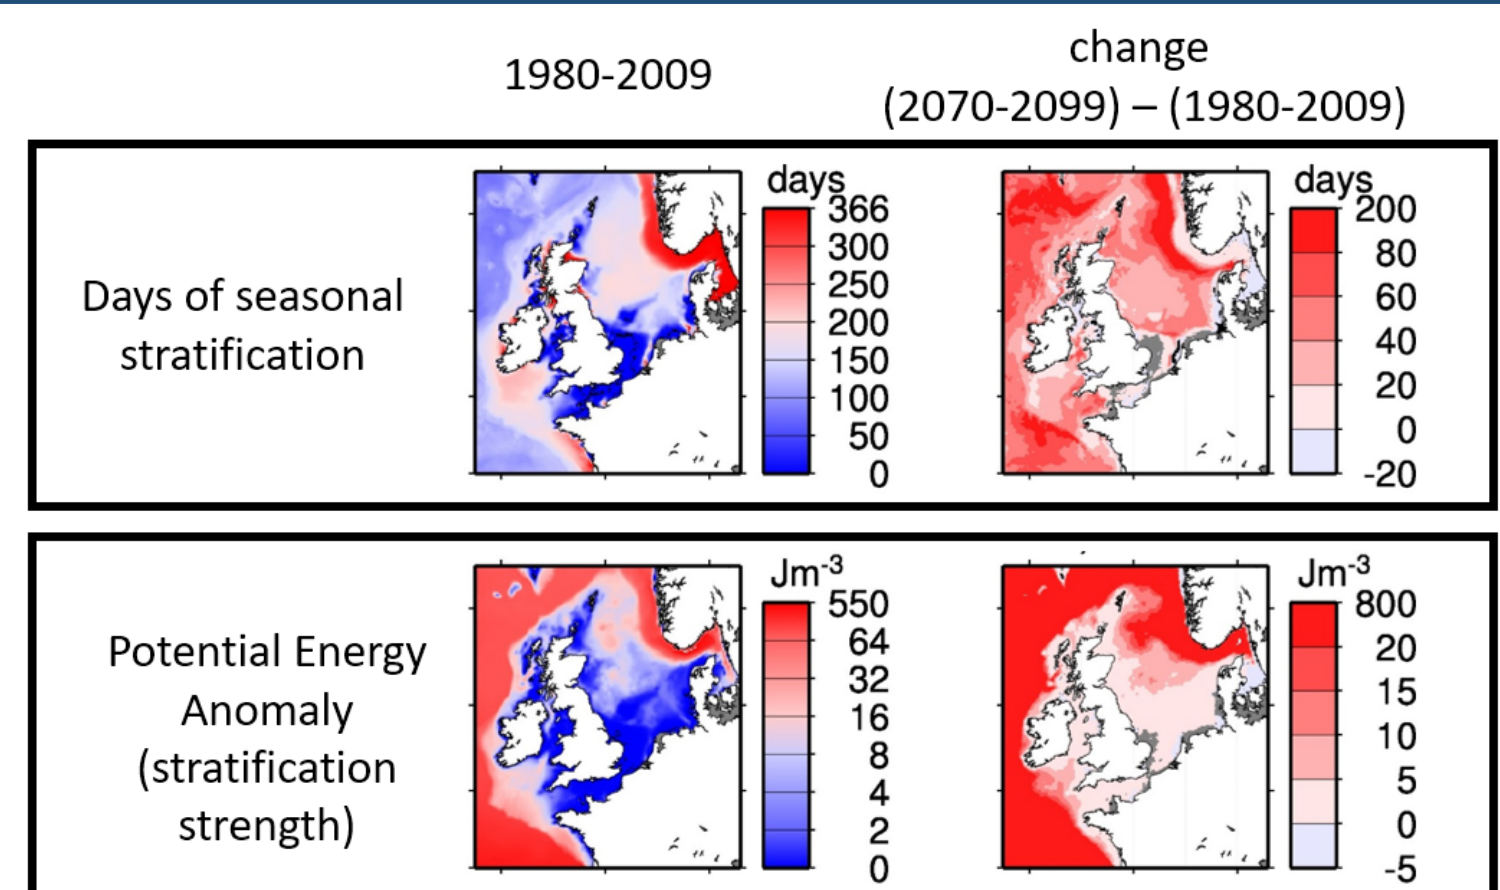 1980-2009
change
(2070-2099) – (1980-2009)
Days of seasonal
stratification
days
366
300
250
200
150
100
50
0
days
200
80
60
40
20
0
-20
Potential Energy
Anomaly
(stratification
strength)
Jm-3
550
64
32
16
8
4
2
0
Jm-3
800
20
15
10
5
0
-5